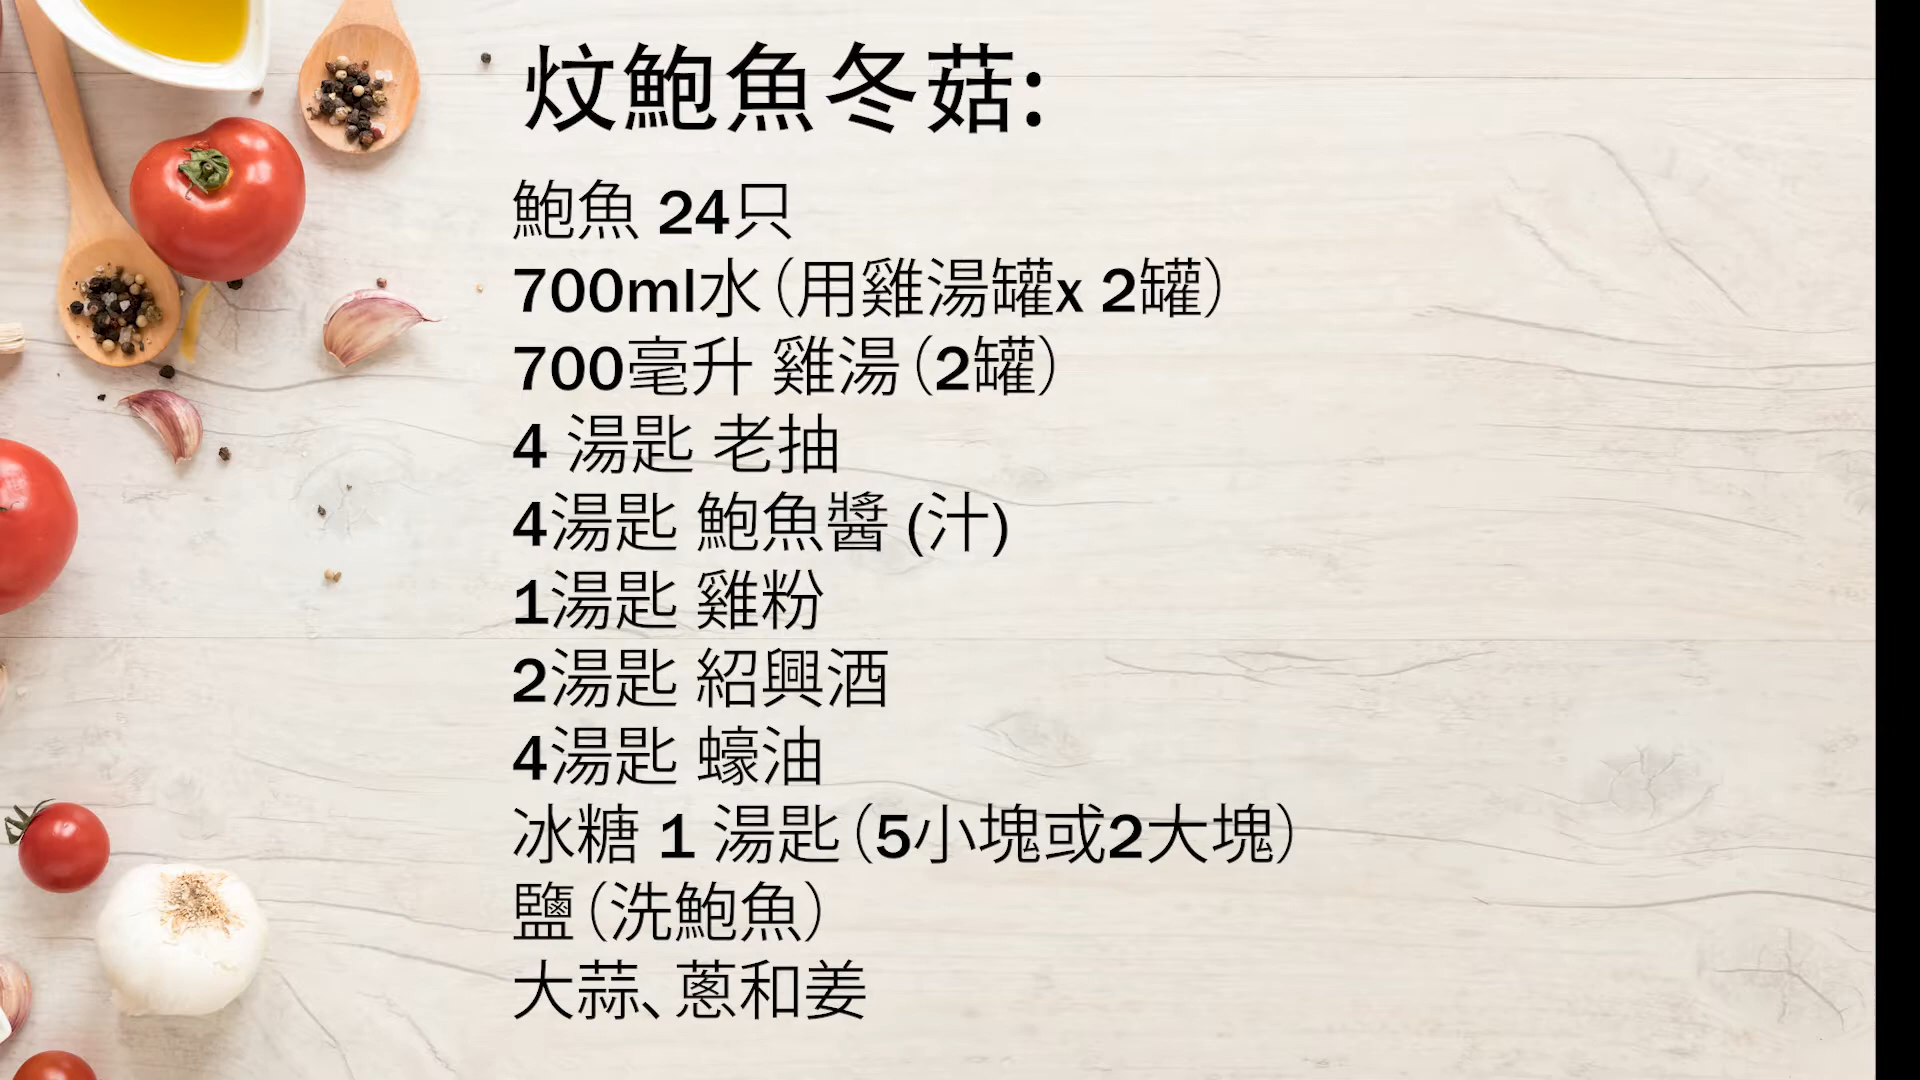 炆鮑魚冬菇:
鮑魚 24只
700ml水（用雞湯罐x 2罐）
700毫升 雞湯（2罐）
4 湯匙 老抽
4湯匙 鮑魚醬 (汁)
1湯匙 雞粉
2湯匙 紹興酒
4湯匙 蠔油
冰糖 1 湯匙（5小塊或2大塊）
鹽（洗鮑魚）
大蒜、蔥和姜